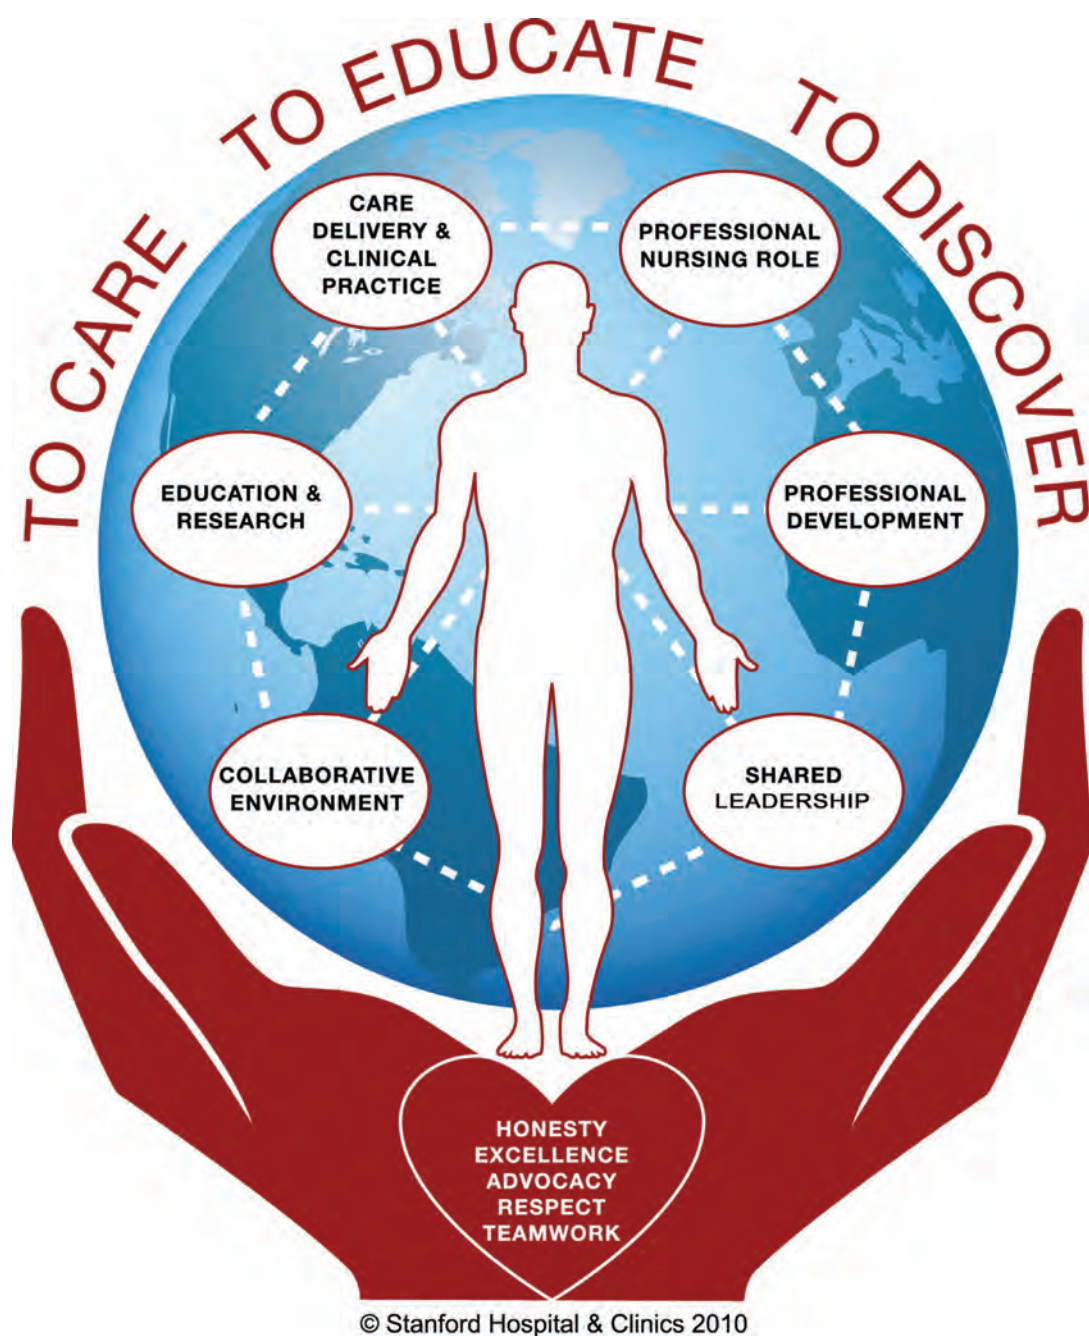 TO CARE TO EDUCATE TO DISCOVER
CARE
DELIVERY &
CLINICAL
PRACTICE
PROFESSIONAL
NURSING ROLE
EDUCATION &
RESEARCH
PROFESSIONAL
DEVELOPMENT
COLLABORATIVE
ENVIRONMENT
SHARED
LEADERSHIP
HONESTY
EXCELLENCE
ADVOCACY
RESPECT
TEAMWORK
© Stanford Hospital & Clinics 2010